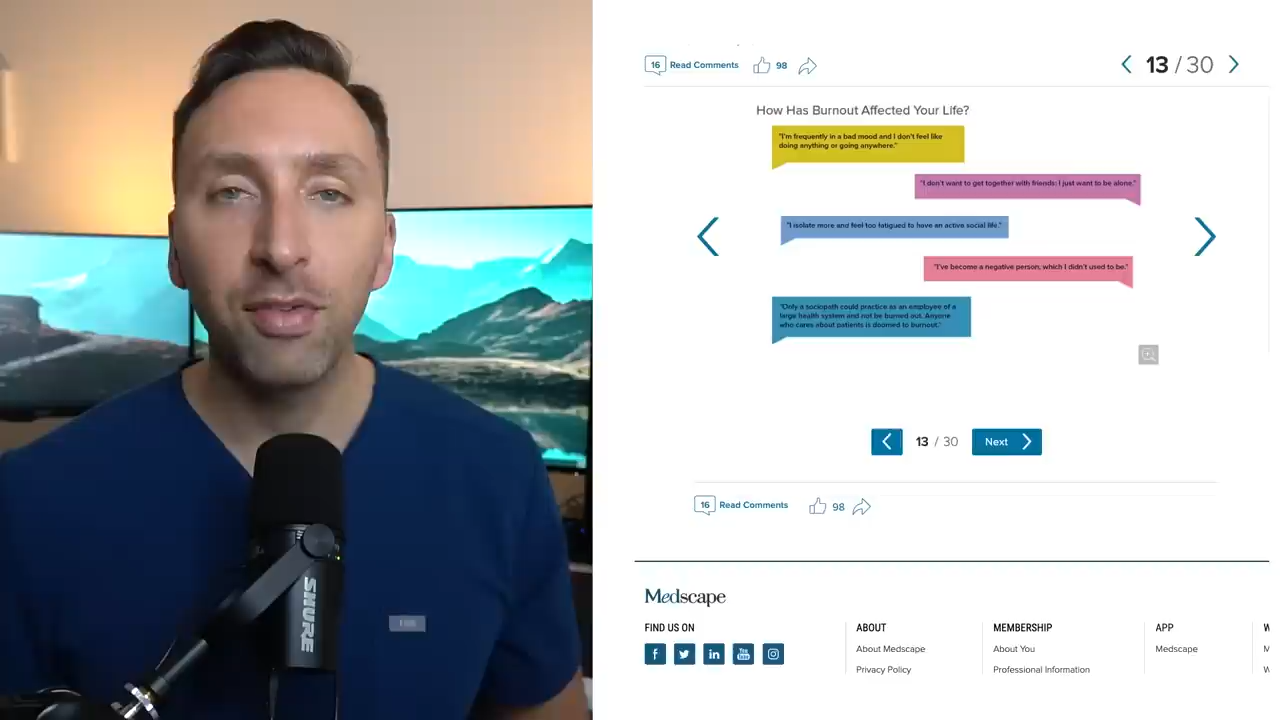 16 Read Comments 98
13 / 30
How Has Burnout Affected Your Life?
"I'm frequently in a bad mood and I don't feel like
doing anything or going anywhere."
"I don't want to get together with friends; I just want to be alone."
"I isolate more and feel too fatigued to have an active social life."
"I've become a negative person, which I didn't used to be."
"Only a sociopath could practice as an employee of a
large health system and not be burned out. Anyone
who cares about patients is doomed to burnout."
13 / 30 Next
16 Read Comments 98
Medscape
FIND US ON
ABOUT
About Medscape
Privacy Policy
MEMBERSHIP
About You
Professional Information
APP
Medscape
SHURE